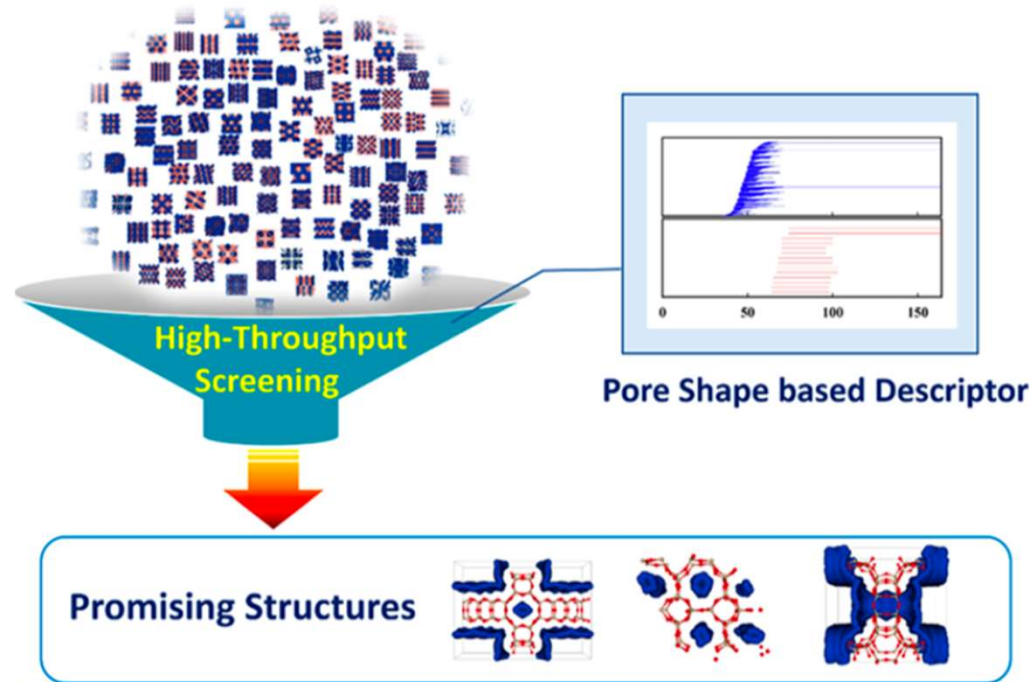 0 50 100 150
High-Throughput
Screening
Pore Shape based Descriptor
Promising Structures